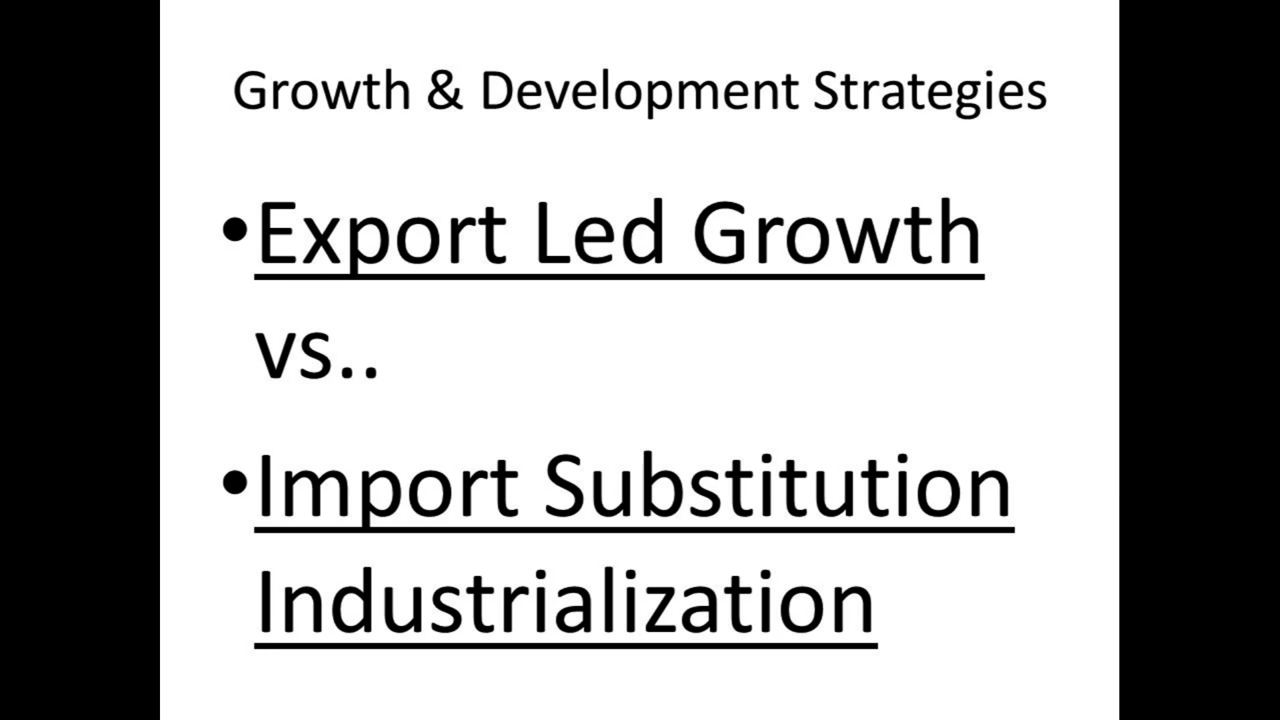 Growth & Development Strategies
•Export Led Growth
vs..
•Import Substitution
Industrialization